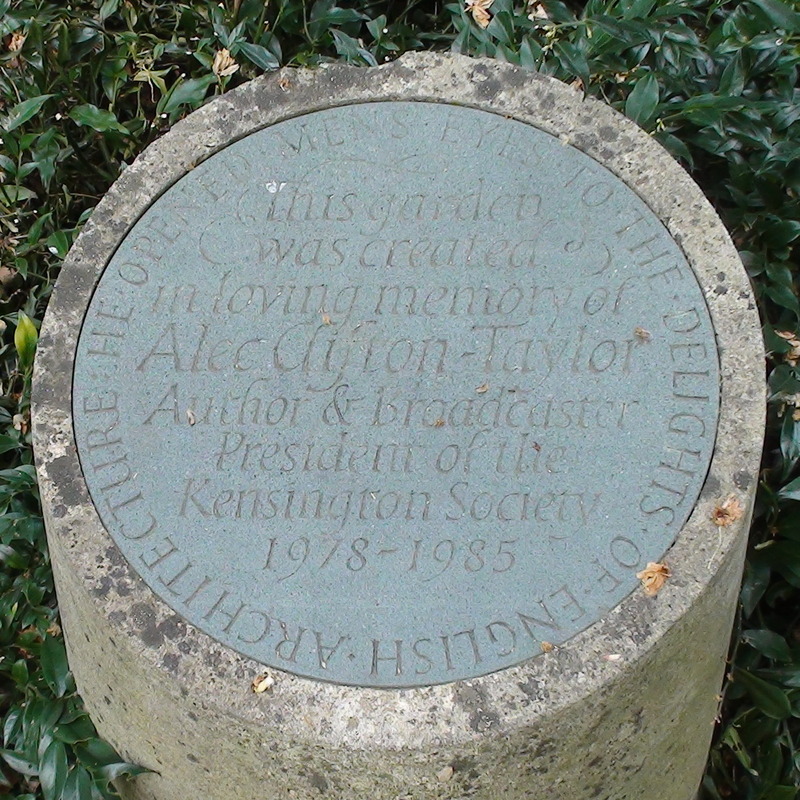 HE OPENED MEN'S EYES TO THE DELIGHTS · OF · ENGLISH · ARCHITECTURE:
This garden
was created
in loving memory of
Alec Clifton-Taylor
Author & Broadcaster
President of the
Kensington Society
1978-1985